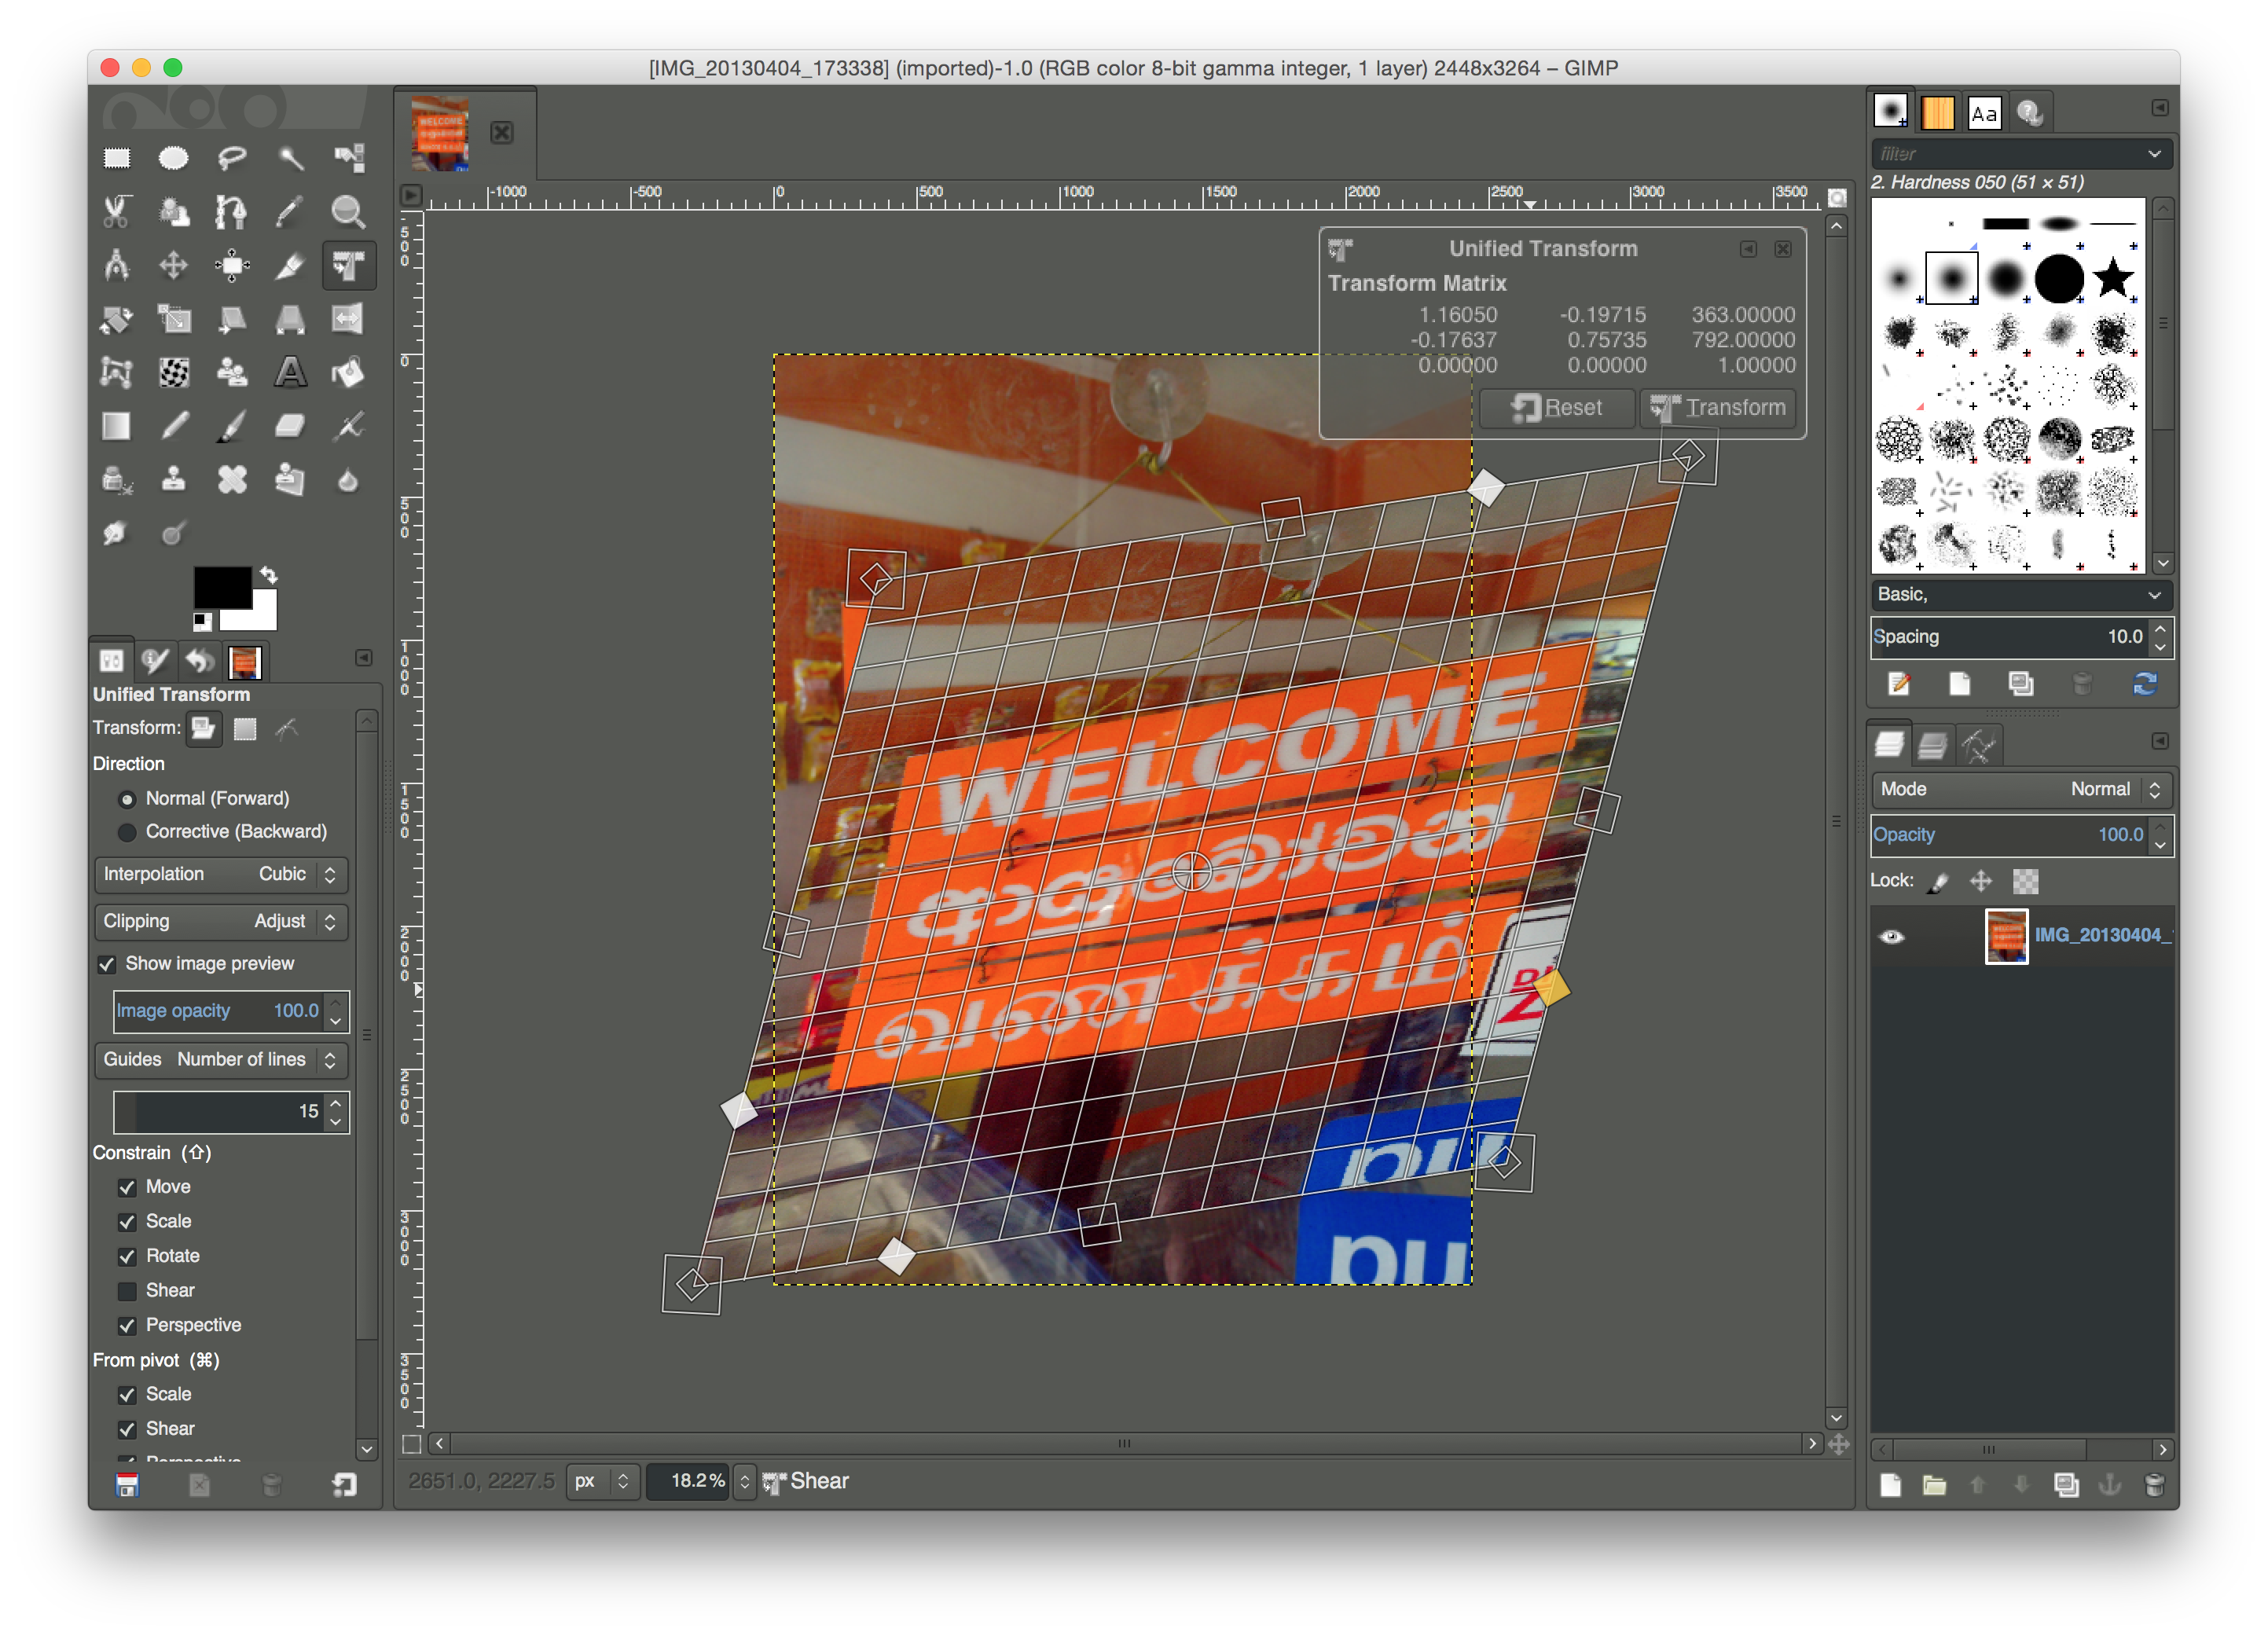 [IMG_20130404_173338] (imported)-1.0 (RGB color 8-bit gamma integer, 1 layer) 2448x3264 – GIMP
-1000 -500 0 500 1000 1500 2000 2500 3000 3500
Unified Transform
Transform Matrix
1.16050 -0.19715 363.00000
-0.17637 0.75735 792.00000
0.00000 0.00000 1.00000
Reset Transform
WELCOME
நல்வரவு
pu
Unified Transform
Transform:
Direction
Normal (Forward)
Corrective (Backward)
Interpolation Cubic
Clipping Adjust
Show image preview
Image opacity 100.0
Guides Number of lines
15
Constrain (⇧)
Move
Scale
Rotate
Shear
Perspective
From pivot (⌘)
Scale
Shear
Perspective
2651.0, 2227.5 px 18.2% Shear
Aa
filter
2. Hardness 050 (51 × 51)
Basic,
Spacing 10.0
Mode Normal
Opacity 100.0
Lock:
IMG_20130404_